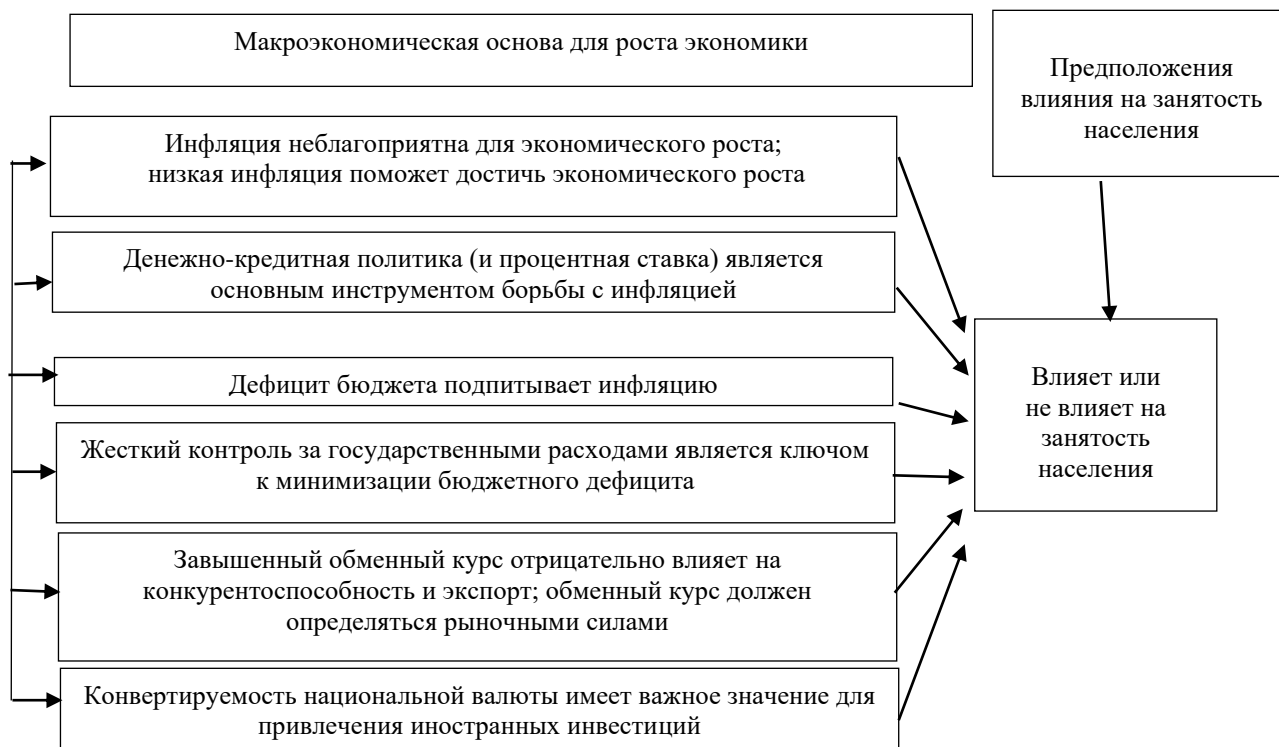 Макроэкономическая основа для роста экономики
Предположения
влияния на занятость
населения
Инфляция неблагоприятна для экономического роста;
низкая инфляция поможет достичь экономического роста
Денежно-кредитная политика (и процентная ставка) является
основным инструментом борьбы с инфляцией
Дефицит бюджета подпитывает инфляцию
Жесткий контроль за государственными расходами является ключом
к минимизации бюджетного дефицита
Завышенный обменный курс отрицательно влияет на
конкурентоспособность и экспорт; обменный курс должен
определяться рыночными силами
Конвертируемость национальной валюты имеет важное значение для
привлечения иностранных инвестиций
Влияет или
не влияет на
занятость
населения